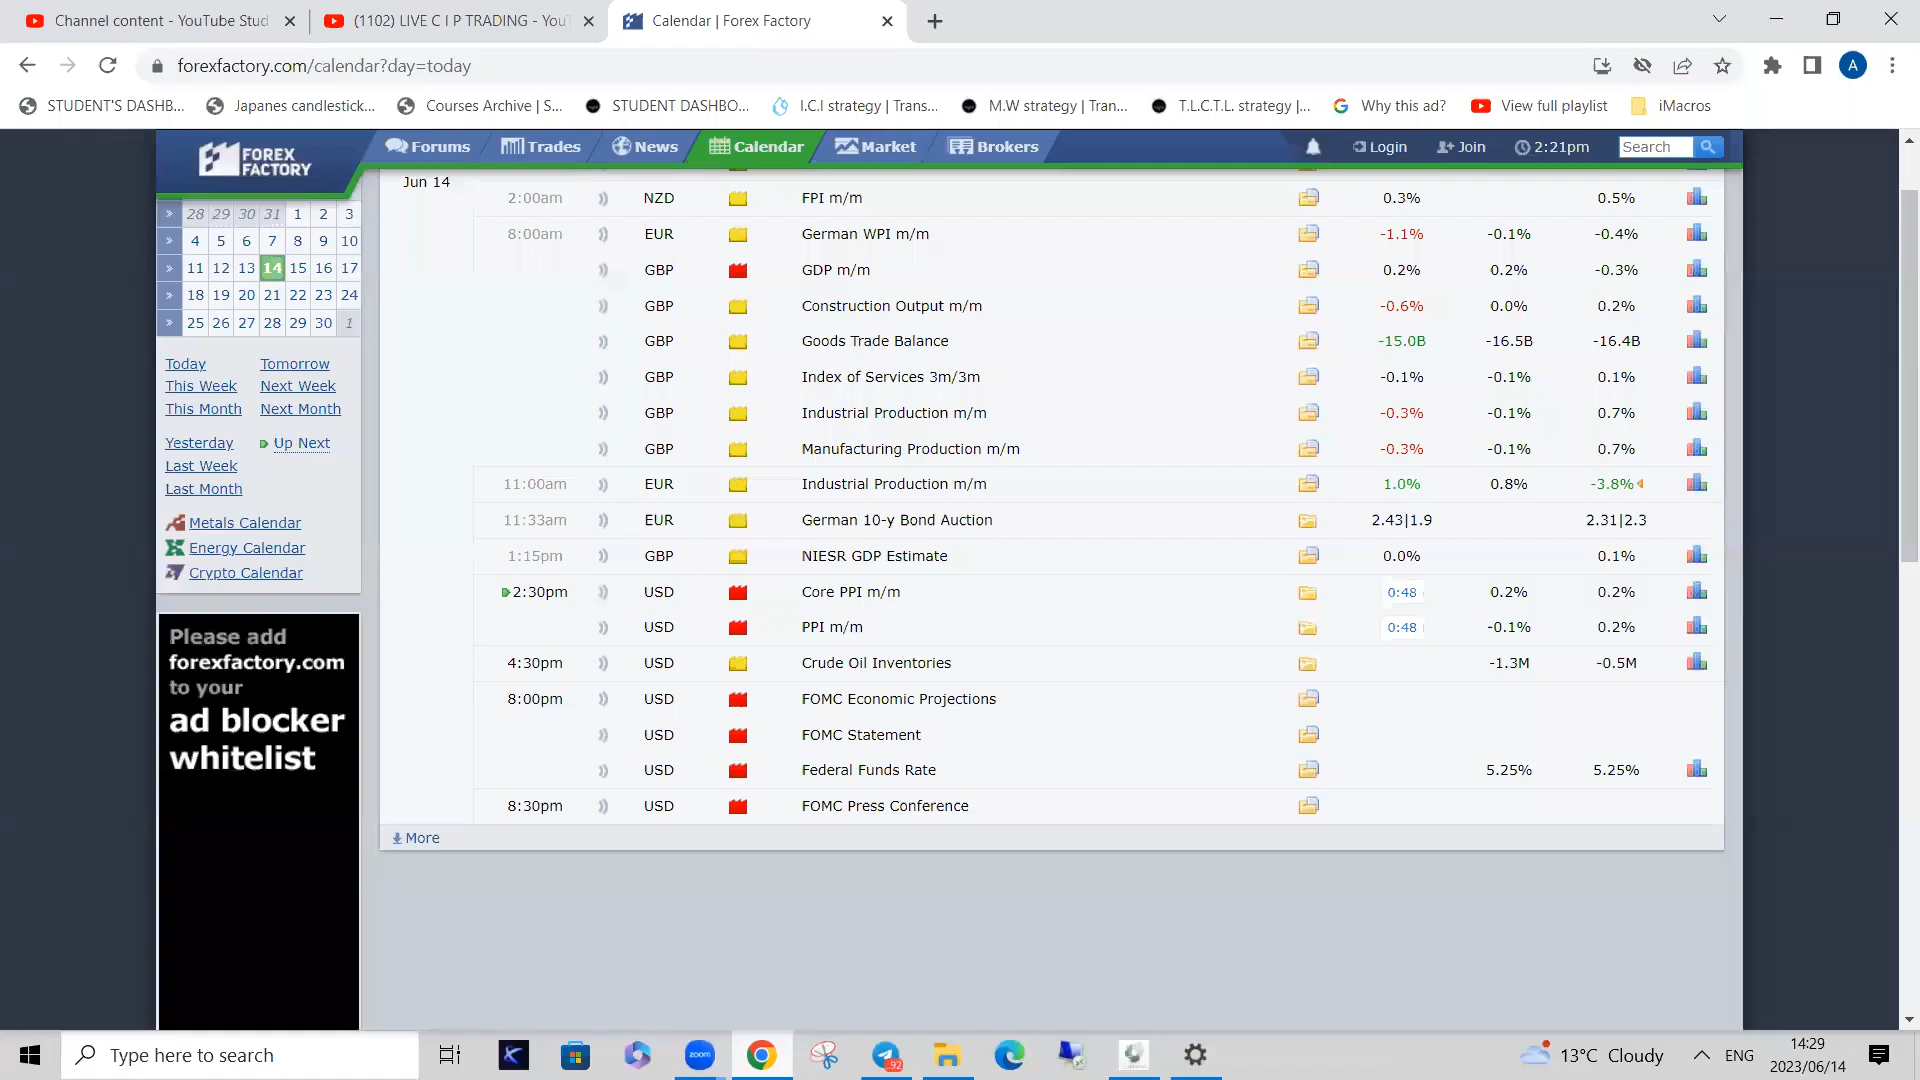 Channel content - YouTube Stud
(1102) LIVE C I P TRADING - You
Calendar | Forex Factory
forexfactory.com/calendar?day=today
A
STUDENT'S DASHB...
Japanes candlestick...
Courses Archive | S...
STUDENT DASHBO...
I.C.I strategy | Trans...
M.W strategy | Tran...
T.L.C.T.L. strategy |...
Why this ad?
View full playlist
iMacros
FOREX
FACTORY
Forums
Trades
News
Calendar
Market
Brokers
Login
Join
2:21pm
Search
28 29 30 31 1 2 3
4 5 6 7 8 9 10
11 12 13 14 15 16 17
18 19 20 21 22 23 24
25 26 27 28 29 30 1
Today Tomorrow
This Week Next Week
This Month Next Month
Yesterday Up Next
Last Week
Last Month
Metals Calendar
Energy Calendar
Crypto Calendar
Please add
forexfactory.com
to your
ad blocker
whitelist
Jun 14
2:00am NZD FPI m/m 0.3% 0.5%
8:00am EUR German WPI m/m -1.1% -0.1% -0.4%
GBP GDP m/m 0.2% 0.2% -0.3%
GBP Construction Output m/m -0.6% 0.0% 0.2%
GBP Goods Trade Balance -15.0B -16.5B -16.4B
GBP Index of Services 3m/3m -0.1% -0.1% 0.1%
GBP Industrial Production m/m -0.3% -0.1% 0.7%
GBP Manufacturing Production m/m -0.3% -0.1% 0.7%
11:00am EUR Industrial Production m/m 1.0% 0.8% -3.8%
11:33am EUR German 10-y Bond Auction 2.43|1.9 2.31|2.3
1:15pm GBP NIESR GDP Estimate 0.0% 0.1%
2:30pm USD Core PPI m/m 0:48 0.2% 0.2%
USD PPI m/m 0:48 -0.1% 0.2%
4:30pm USD Crude Oil Inventories -1.3M -0.5M
8:00pm USD FOMC Economic Projections
USD FOMC Statement
USD Federal Funds Rate 5.25% 5.25%
8:30pm USD FOMC Press Conference
More
Type here to search
zoom
92
13°C Cloudy
ENG
14:29
2023/06/14